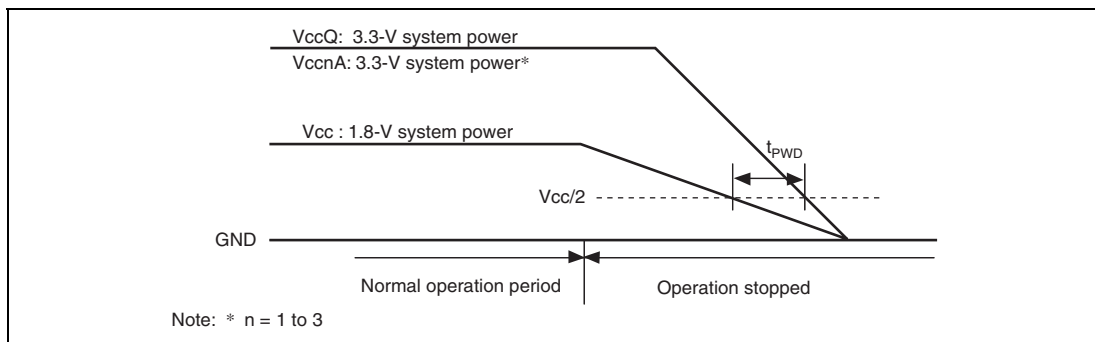 VccQ: 3.3-V system power
VccnA: 3.3-V system power*
Vcc : 1.8-V system power
tPWD
Vcc/2
GND
Normal operation period
Operation stopped
Note: * n = 1 to 3